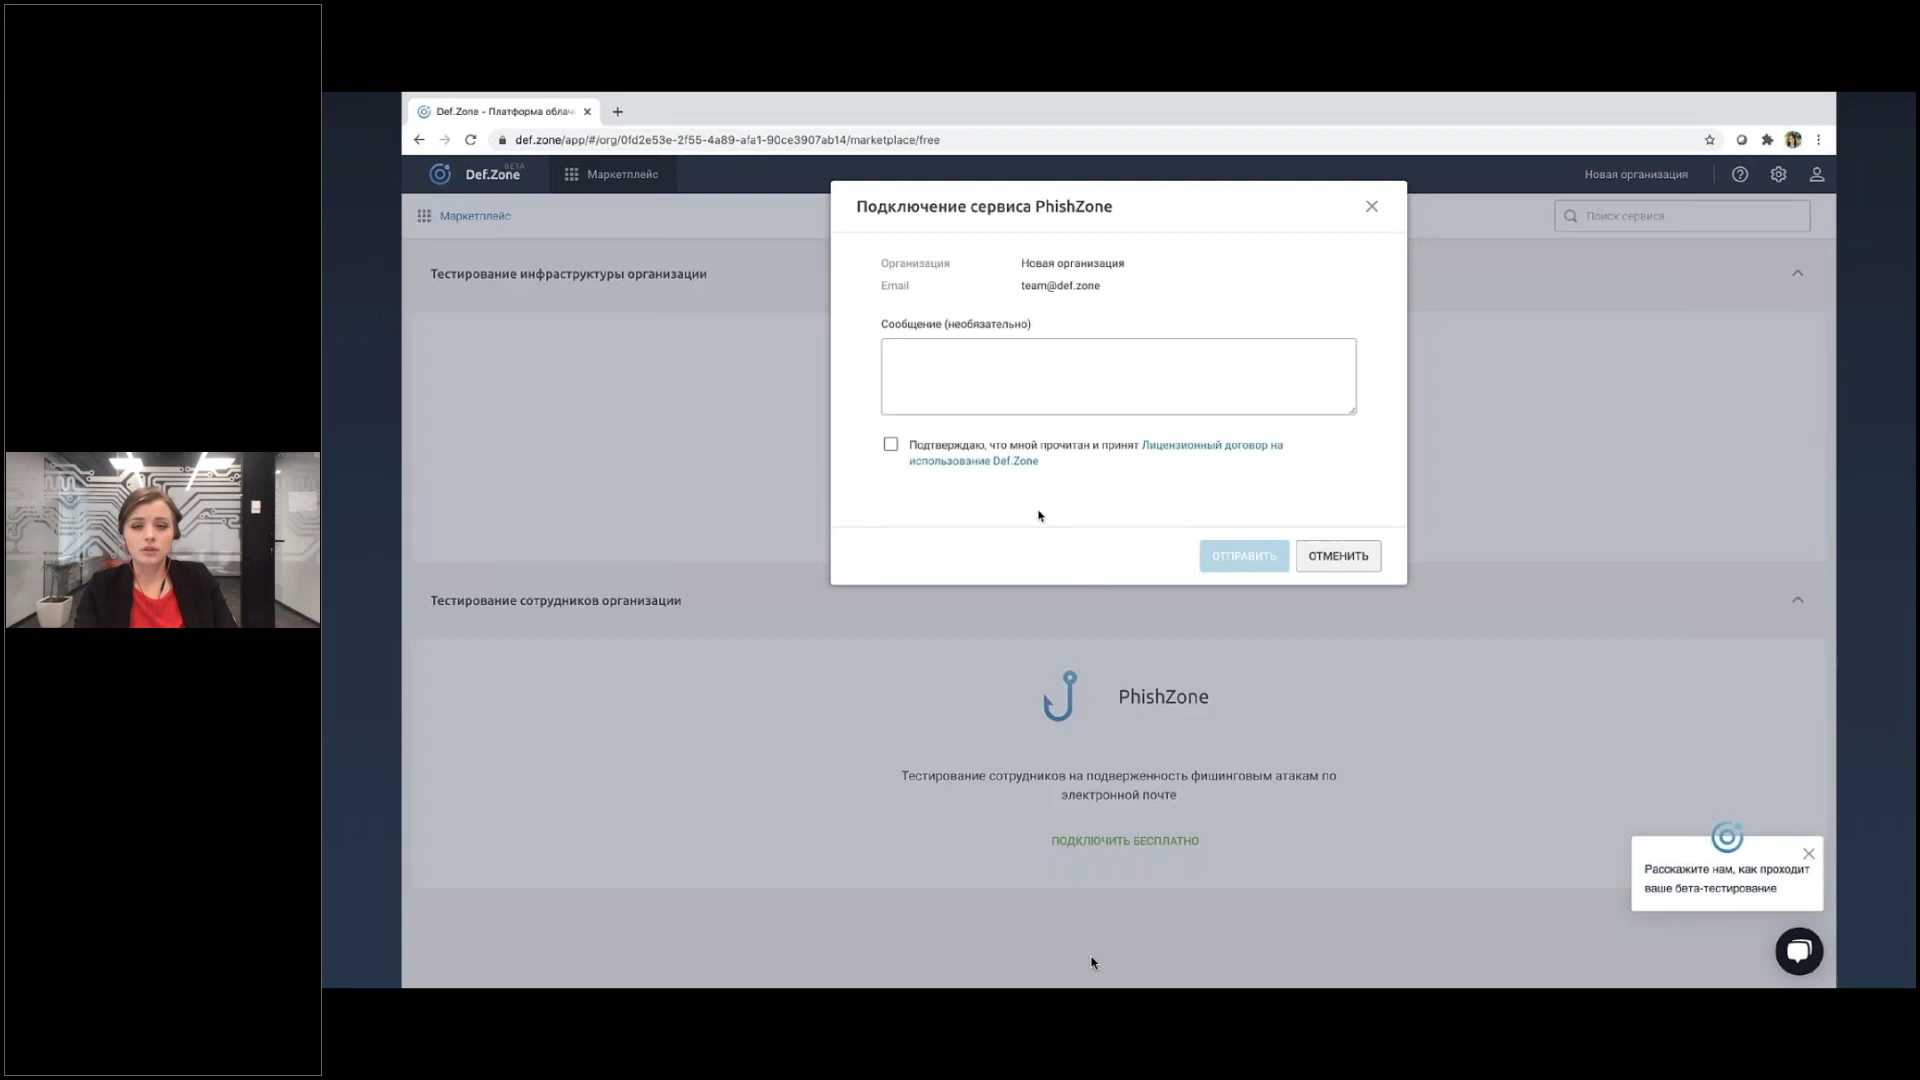 Def.Zone - Платформа облач
def.zone/app/#/org/0fd2e53e-2f55-4a89-afa1-90ce3907ab14/marketplace/free
Def.Zone
BETA
Маркетплейс
Новая организация
Маркетплейс
Поиск сервиса
Подключение сервиса PhishZone
Организация Новая организация
Email team@def.zone
Сообщение (необязательно)
Подтверждаю, что мной прочитан и принят Лицензионный договор на
использование Def.Zone
ОТПРАВИТЬ
ОТМЕНИТЬ
Тестирование инфраструктуры организации
Тестирование сотрудников организации
PhishZone
Тестирование сотрудников на подверженность фишинговым атакам по
электронной почте
ПОДКЛЮЧИТЬ БЕСПЛАТНО
Расскажите нам, как проходит
ваше бета-тестирование